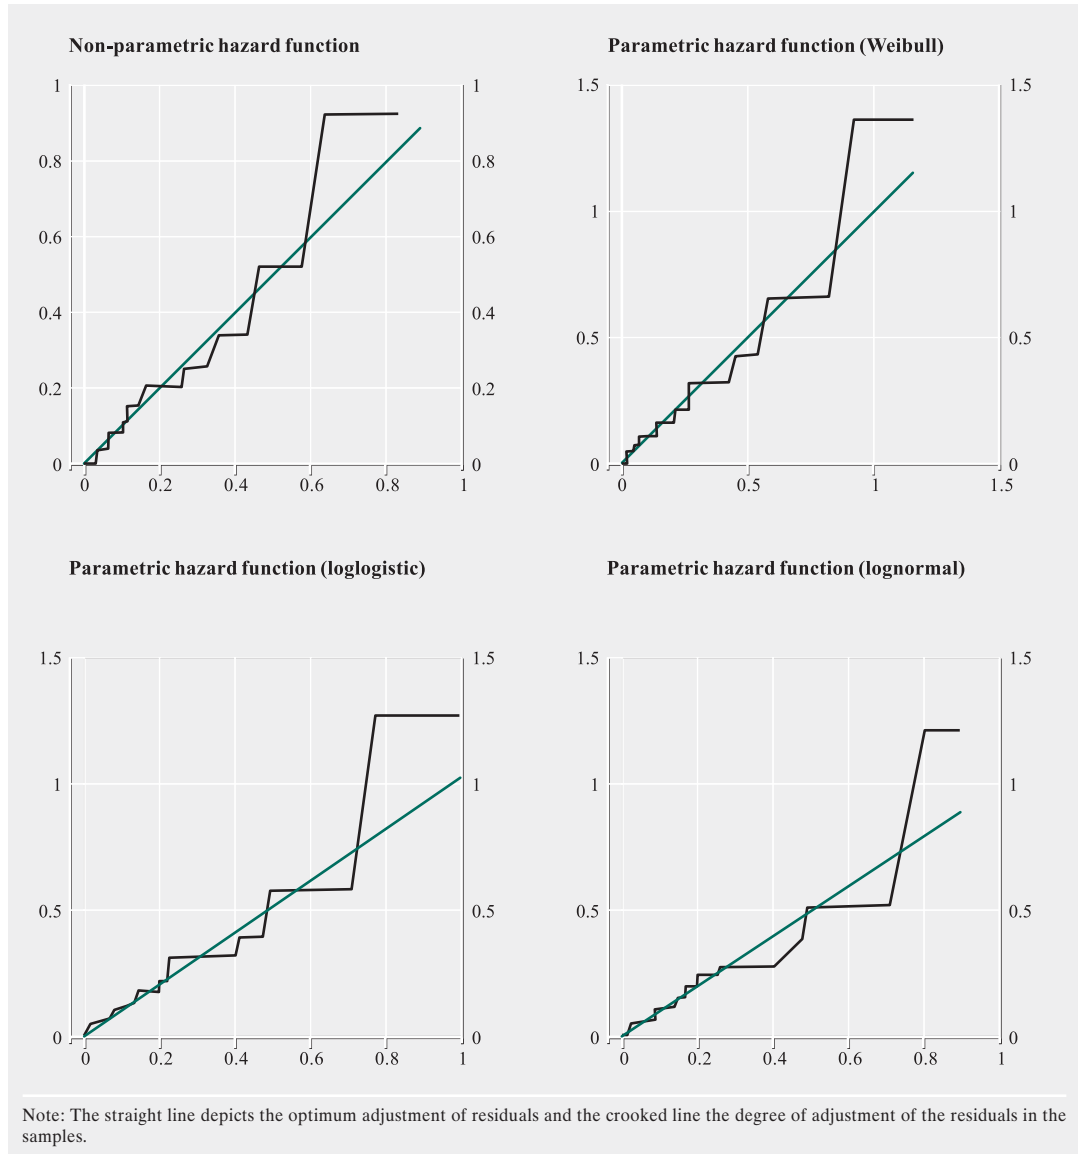 Non-parametric hazard function
1 1
0.8 0.8
0.6 0.6
0.4 0.4
0.2 0.2
0 0
0 0.2 0.4 0.6 0.8 1
Parametric hazard function (Weibull)
1.5 1.5
1 1
0.5 0.5
0 0
0 0.5 1 1.5
Parametric hazard function (loglogistic)
1.5 1.5
1 1
0.5 0.5
0 0
0 0.2 0.4 0.6 0.8 1
Parametric hazard function (lognormal)
1.5 1.5
1 1
0.5 0.5
0 0
0 0.2 0.4 0.6 0.8 1
Note: The straight line depicts the optimum adjustment of residuals and the crooked line the degree of adjustment of the residuals in the
samples.